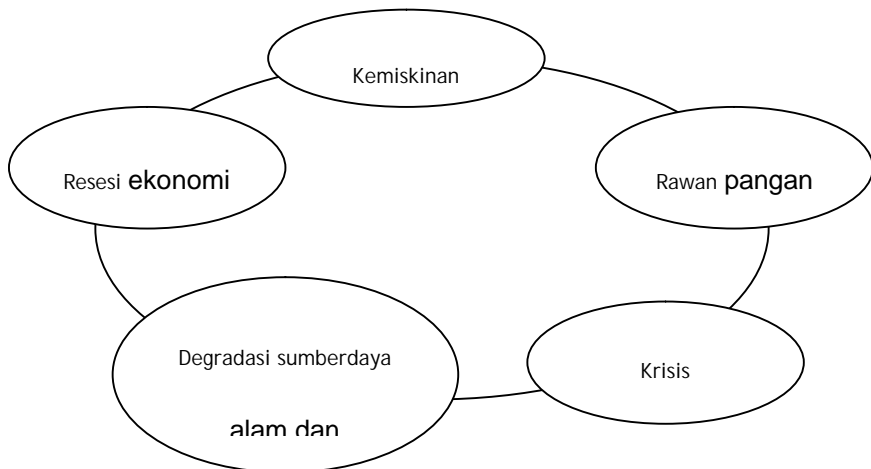 Kemiskinan
Resesi ekonomi
Rawan pangan
Degradasi sumberdaya
alam dan
Krisis